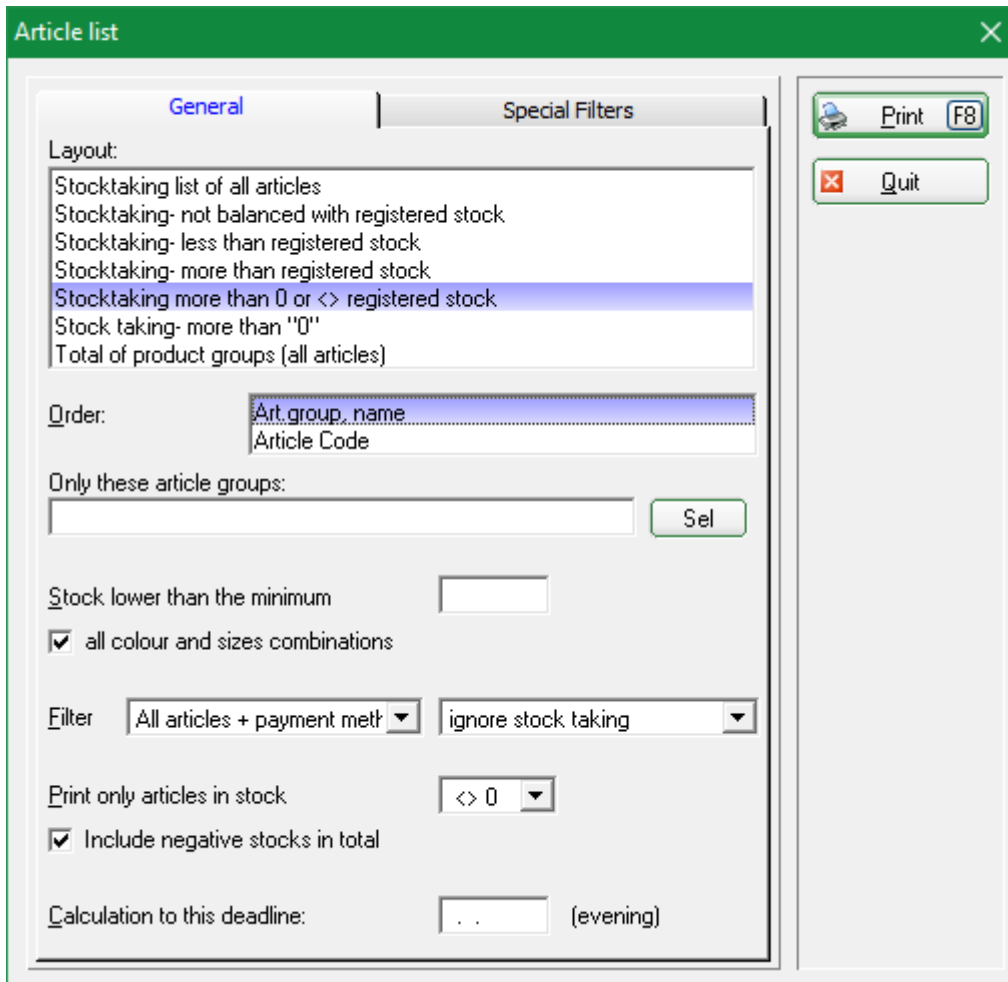 Article list
General
Special Filters
Print F8
Quit
Layout:
Stocktaking list of all articles
Stocktaking- not balanced with registered stock
Stocktaking- less than registered stock
Stocktaking- more than registered stock
Stocktaking more than 0 or <> registered stock
Stock taking- more than "0"
Total of product groups (all articles)
Order:
Art.group, name
Article Code
Only these article groups:
Sel
Stock lower than the minimum
all colour and sizes combinations
Filter
All articles + payment meth
ignore stock taking
Print only articles in stock
<> 0
Include negative stocks in total
Calculation to this deadline:
. .
(evening)